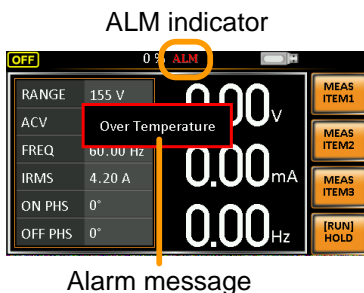 ALM indicator
OFF 0 % ALM
RANGE 155 V
ACV
FREQ 60.00 Hz
IRMS 4.20 A
ON PHS 0°
OFF PHS 0°
Over Temperature
0.00 V
0.00 mA
0.00 Hz
MEAS
ITEM1
MEAS
ITEM2
MEAS
ITEM3
[RUN]
HOLD
Alarm message